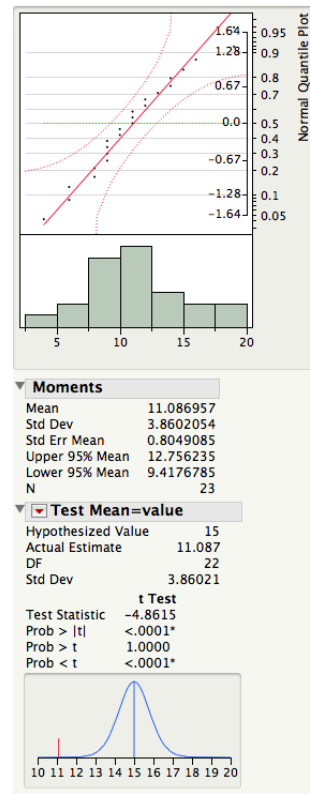 1.64 0.95
1.28 0.9
0.8
0.67 0.7
0.0 0.5
0.4
0.3
-0.67 0.2
-1.28 0.1
-1.64 0.05
Normal Quantile Plot
5 10 15 20
Moments
Mean 11.086957
Std Dev 3.8602054
Std Err Mean 0.8049085
Upper 95% Mean 12.756235
Lower 95% Mean 9.4176785
N 23
Test Mean=value
Hypothesized Value 15
Actual Estimate 11.087
DF 22
Std Dev 3.86021
t Test
Test Statistic -4.8615
Prob > |t| <.0001*
Prob > t 1.0000
Prob < t <.0001*
10 11 12 13 14 15 16 17 18 19 20